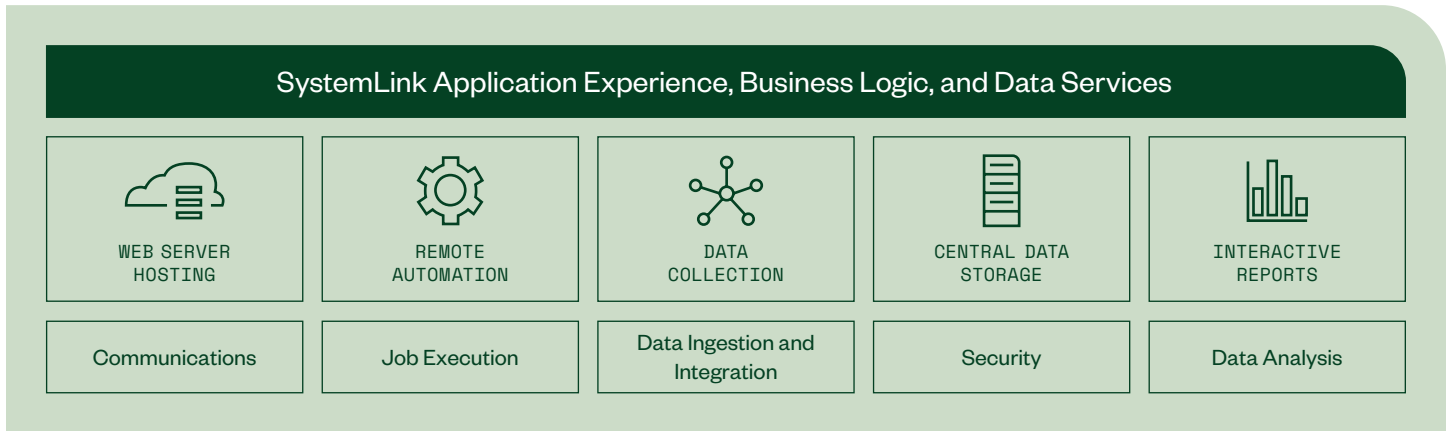 SystemLink Application Experience, Business Logic, and Data Services
WEB SERVER
HOSTING
REMOTE
AUTOMATION
DATA
COLLECTION
CENTRAL DATA
STORAGE
INTERACTIVE
REPORTS
Communications
Job Execution
Data Ingestion and
Integration
Security
Data Analysis